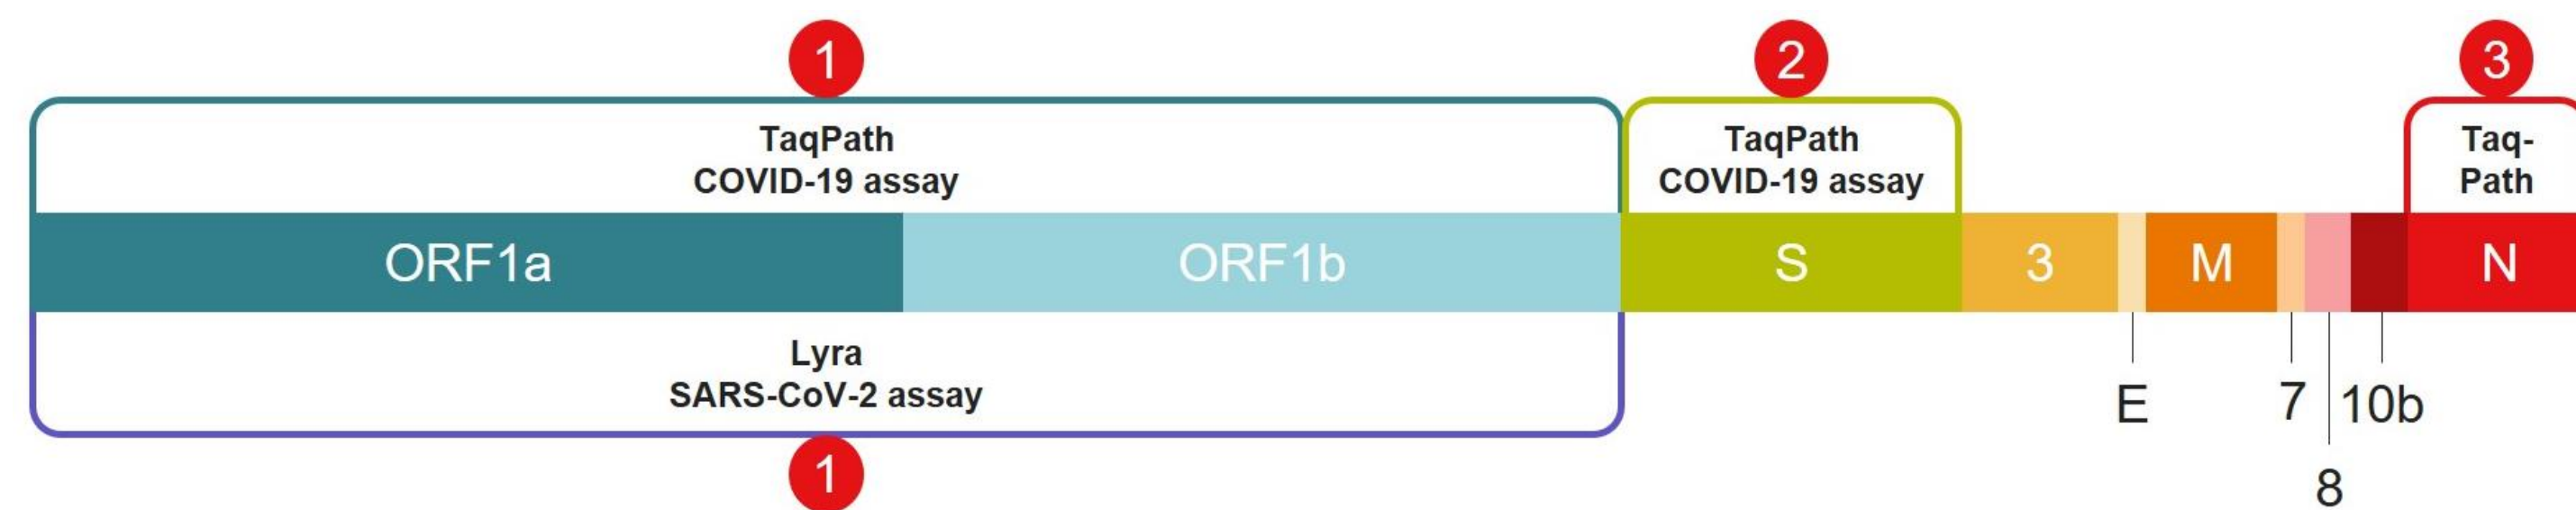 1
2
3
TaqPath
COVID-19 assay
TaqPath
COVID-19 assay
Taq-
Path
ORF1a
ORF1b
S
3
M
N
Lyra
SARS-CoV-2 assay
E
7
10b
8
1